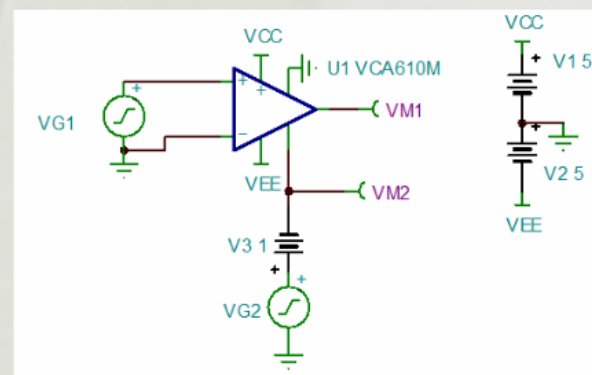 VCC
VCC
U1 VCA610M
V1 5
+
+
+
+
VM1
VG1
-
+
V2 5
VEE
VM2
VEE
V3 1
+
+
VG2